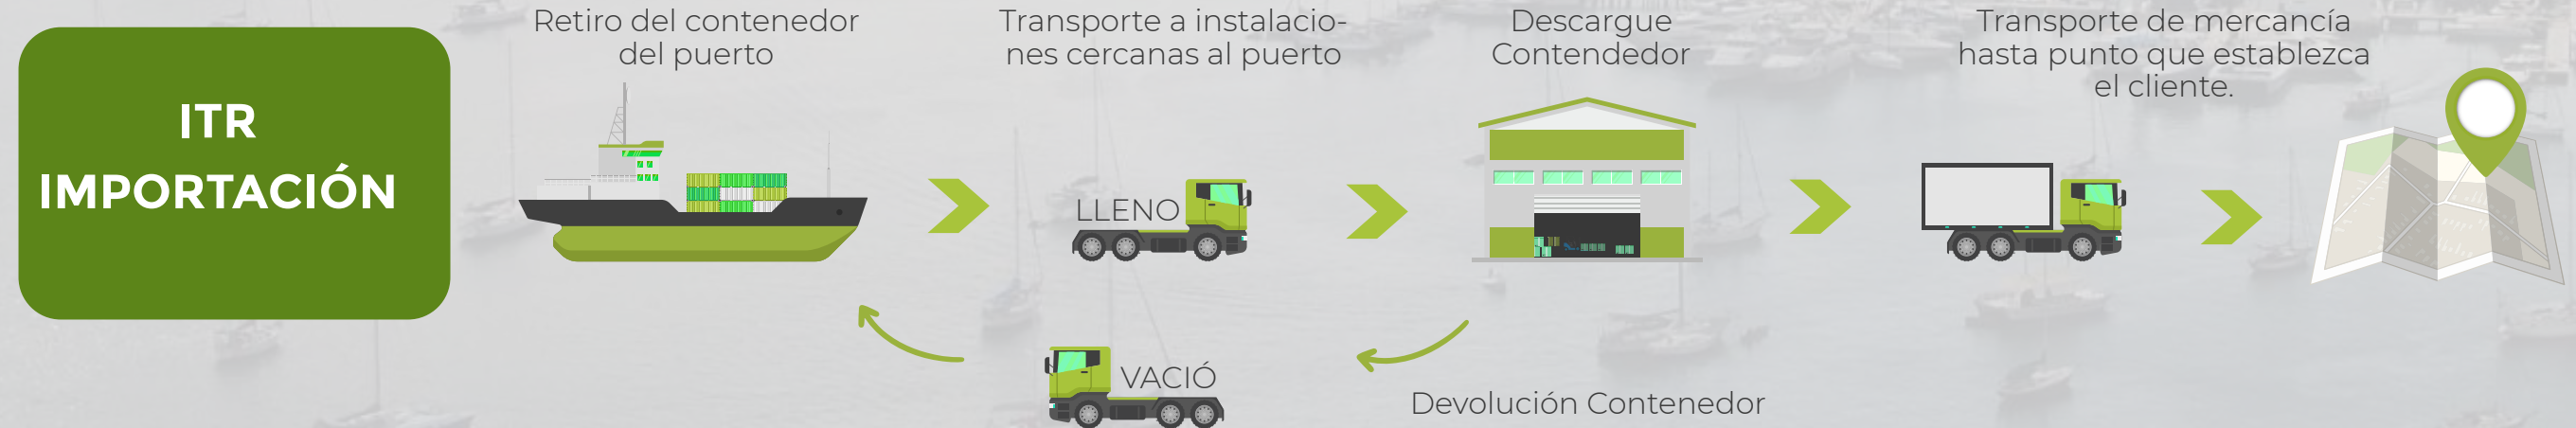 ITR
IMPORTACIÓN
Retiro del contenedor
del puerto
Transporte a instalacio-
nes cercanas al puerto
Descargue
Contendedor
Transporte de mercancía
hasta punto que establezca
el cliente.
LLENO
VACIÓ
Devolución Contenedor